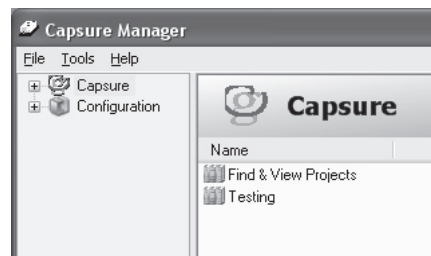 Capsure Manager
File Tools Help
Capsure
Configuration
Capsure
Name
Find & View Projects
Testing